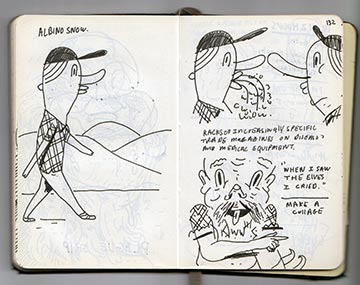 ALBINO SNOW.
132
RACKS OF INCREASINGLY SPECIFIC
TRADE MAGAZINES ON DISEASE
AND MEDICAL EQUIPMENT.
"WHEN I SAW
THE ELVES
I CRIED."
MAKE A
COLLAGE